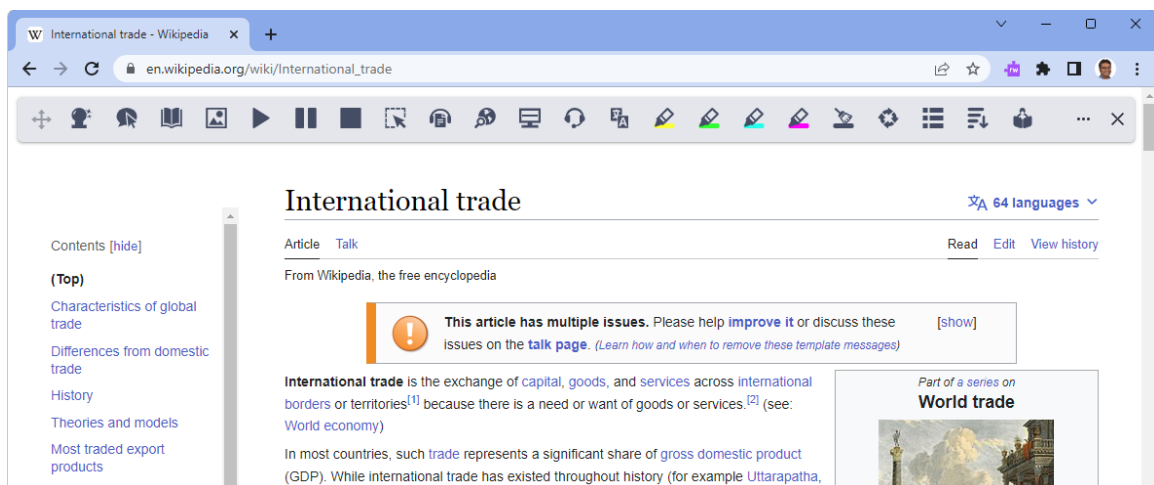 W International trade - Wikipedia
en.wikipedia.org/wiki/International_trade
rw
International trade
64 languages
Contents [hide]
Article Talk
Read Edit View history
(Top)
From Wikipedia, the free encyclopedia
Characteristics of global
trade
Differences from domestic
trade
History
Theories and models
Most traded export
products
This article has multiple issues. Please help improve it or discuss these
issues on the talk page. (Learn how and when to remove these template messages)
[show]
International trade is the exchange of capital, goods, and services across international
borders or territories[1] because there is a need or want of goods or services.[2] (see:
World economy)
In most countries, such trade represents a significant share of gross domestic product
(GDP). While international trade has existed throughout history (for example Uttarapatha,
Part of a series on
World trade